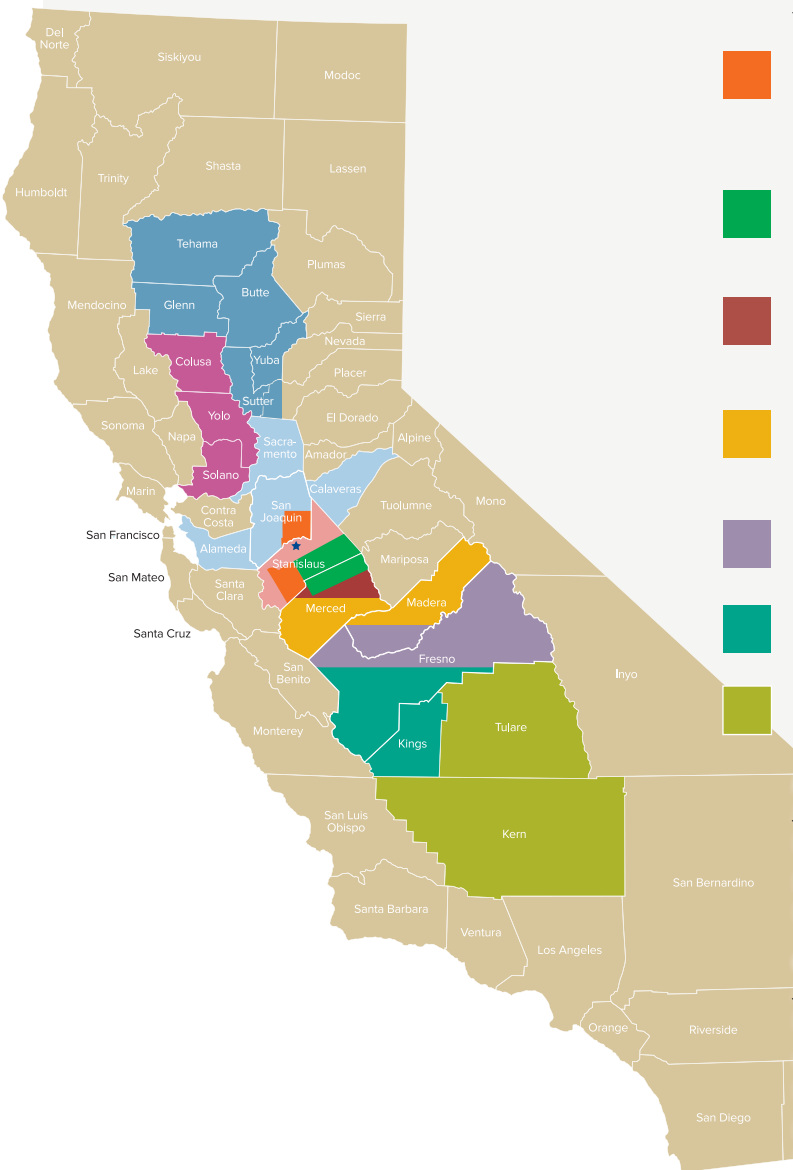 Del
Norte
Siskiyou
Modoc
Humboldt
Trinity
Shasta
Lassen
Tehama
Plumas
Butte
Mendocino
Glenn
Sierra
Nevada
Colusa
Yuba
Lake
Placer
Sutter
Yolo
El Dorado
Sonoma
Napa
Sacra-
mento
Alpine
Amador
Solano
Marin
Calaveras
Contra
Costa
San
Joaquin
Tuolumne
Mono
San Francisco
Alameda
Stanislaus
Mariposa
San Mateo
Santa
Clara
Merced
Madera
Santa Cruz
Fresno
San
Benito
Inyo
Monterey
Tulare
Kings
San Luis
Obispo
Kern
San Bernardino
Santa Barbara
Ventura
Los Angeles
Orange
Riverside
San Diego